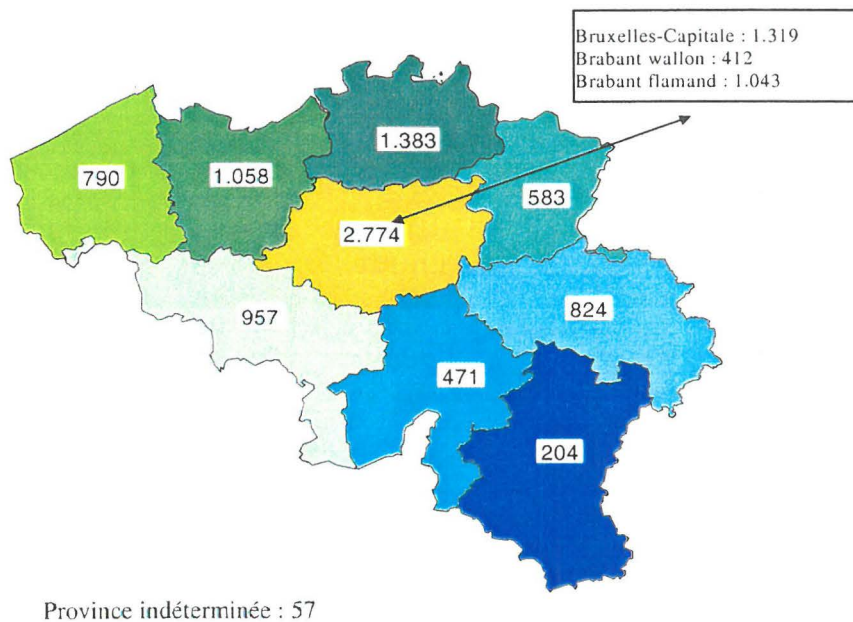 Bruxelles-Capitale : 1.319
Brabant wallon : 412
Brabant flamand : 1.043
1.383
790
1.058
583
2.774
957
824
471
204
Province indéterminée : 57